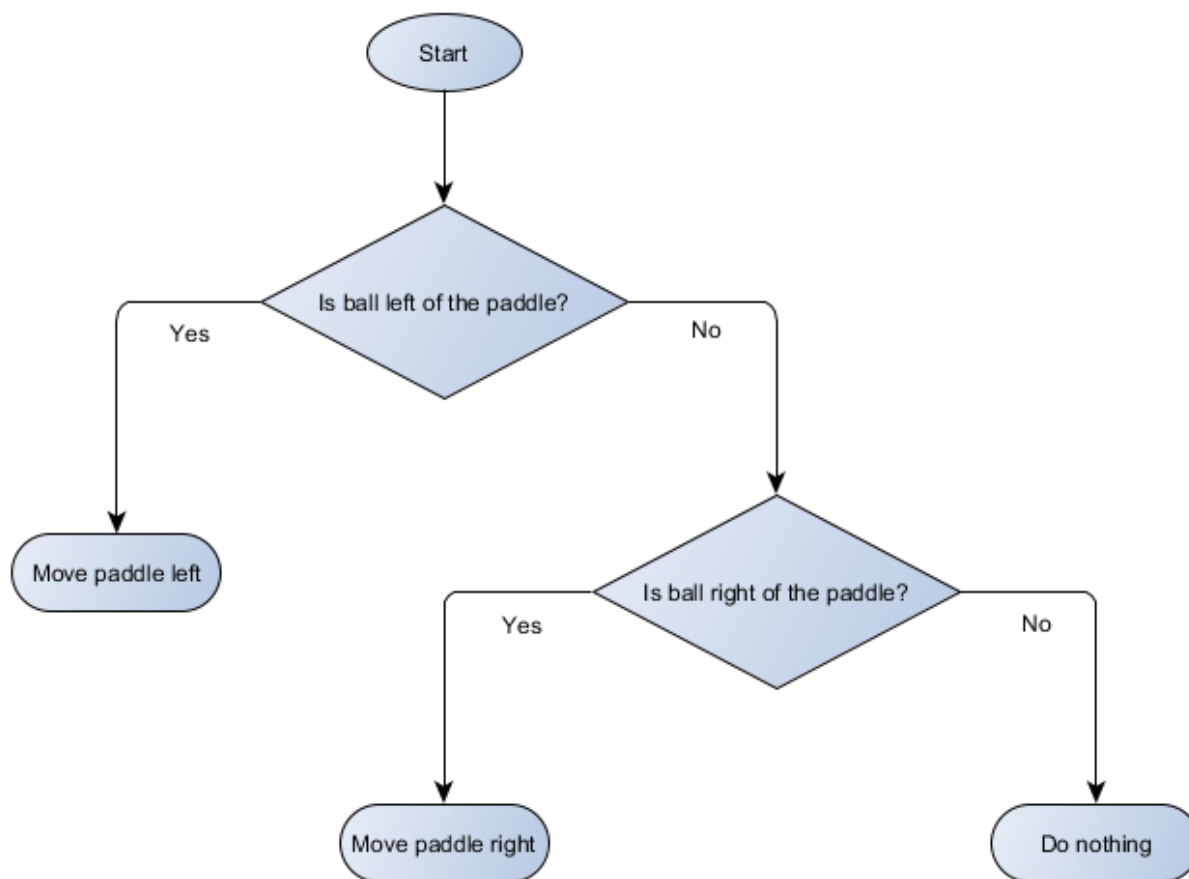 Start
Is ball left of the paddle?
Yes
No
Move paddle left
Is ball right of the paddle?
Yes
No
Move paddle right
Do nothing